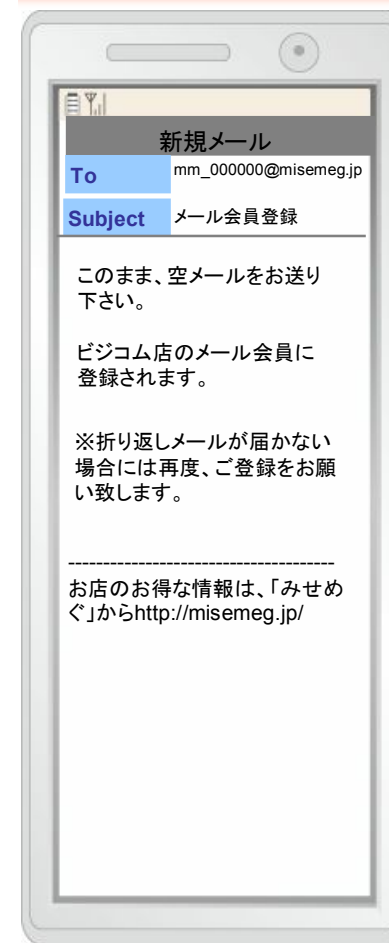 新規メール
To mm_000000@misemeg.jp
Subject メール会員登録
このまま、空メールをお送り
下さい。
ビジコム店のメール会員に
登録されます。
※折り返しメールが届かない
場合には再度、ご登録をお願
い致します。
--------------------------------------
お店のお得な情報は、「みせめ
ぐ」からhttp://misemeg.jp/